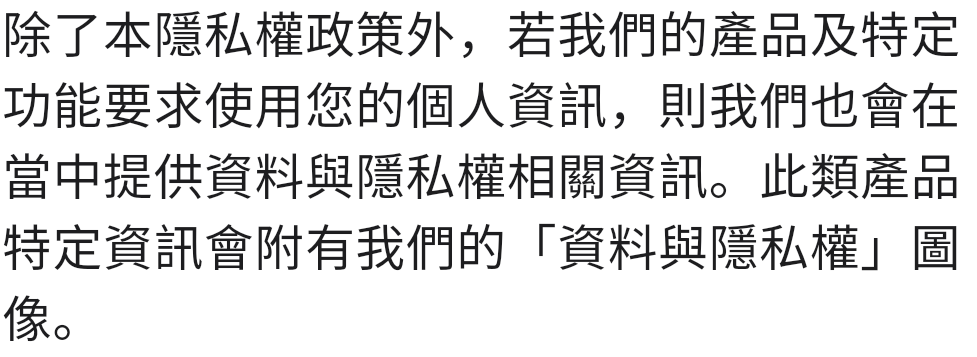 除了本隱私權政策外，若我們的產品及特定
功能要求使用您的個人資訊，則我們也會在
當中提供資料與隱私權相關資訊。此類產品
特定資訊會附有我們的「資料與隱私權」圖
像。